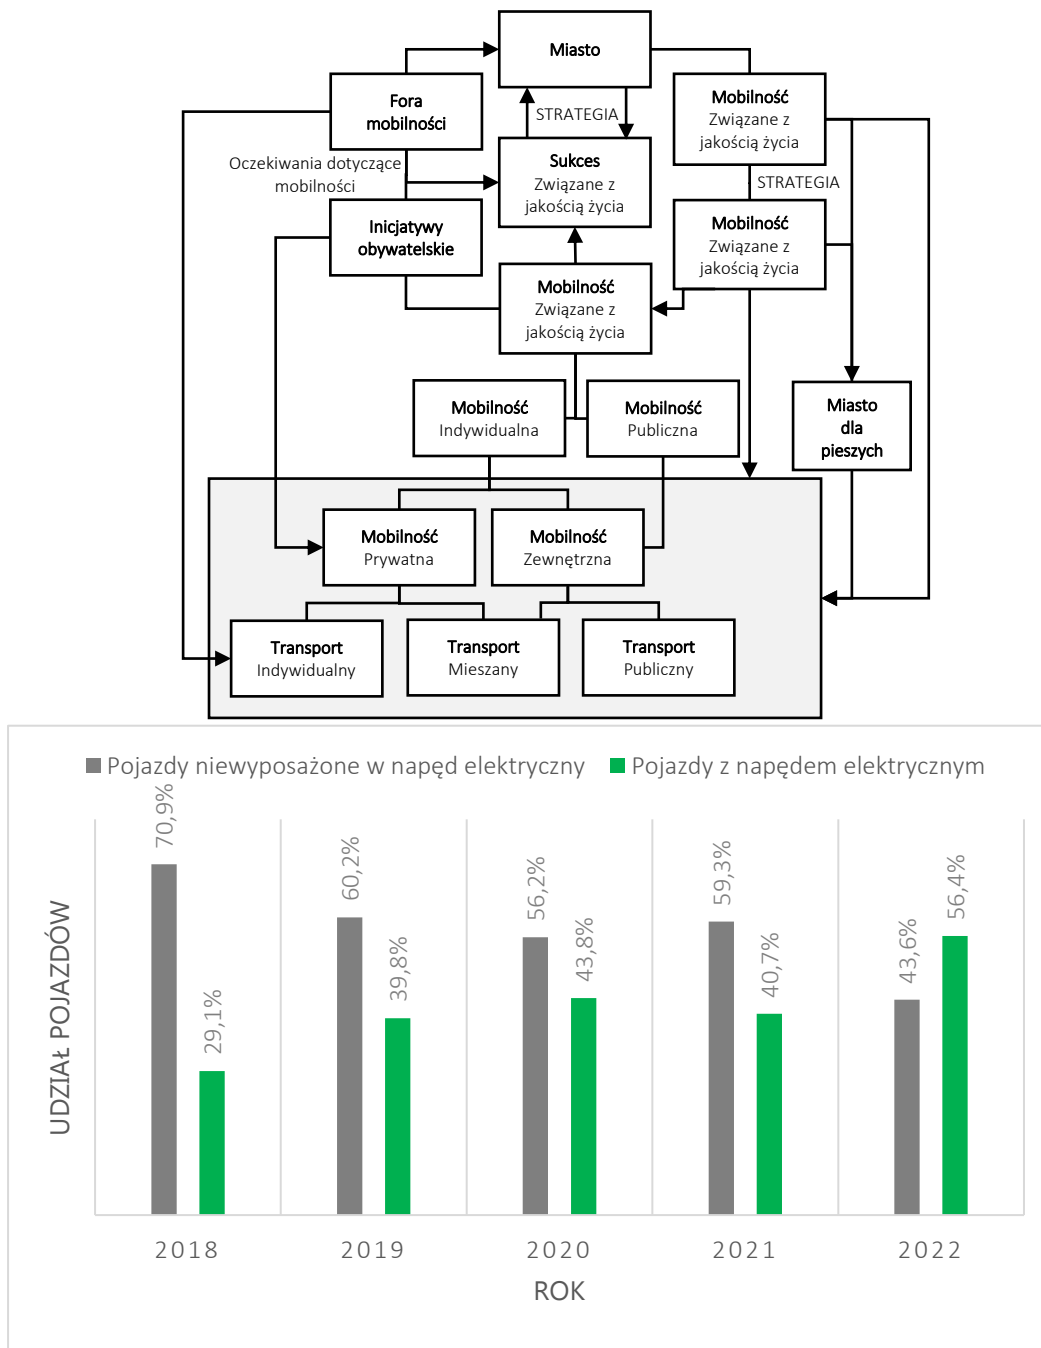 Miasto
Fora
mobilności
Mobilność
Związane z
jakością życia
STRATEGIA
Oczekiwania dotyczące
mobilności
Sukces
Związane z
jakością życia
STRATEGIA
Inicjatywy
obywatelskie
Mobilność
Związane z
jakością życia
Mobilność
Związane z
jakością życia
Mobilność
Indywidualna
Mobilność
Publiczna
Miasto
dla
pieszych
Mobilność
Prywatna
Mobilność
Zewnętrzna
Transport
Indywidualny
Transport
Mieszany
Transport
Publiczny
Pojazdy niewyposażone w napęd elektryczny
Pojazdy z napędem elektrycznym
UDZIAŁ POJAZDÓW
70,9%
29,1%
60,2%
39,8%
56,2%
43,8%
59,3%
40,7%
43,6%
56,4%
2018
2019
2020
2021
2022
ROK